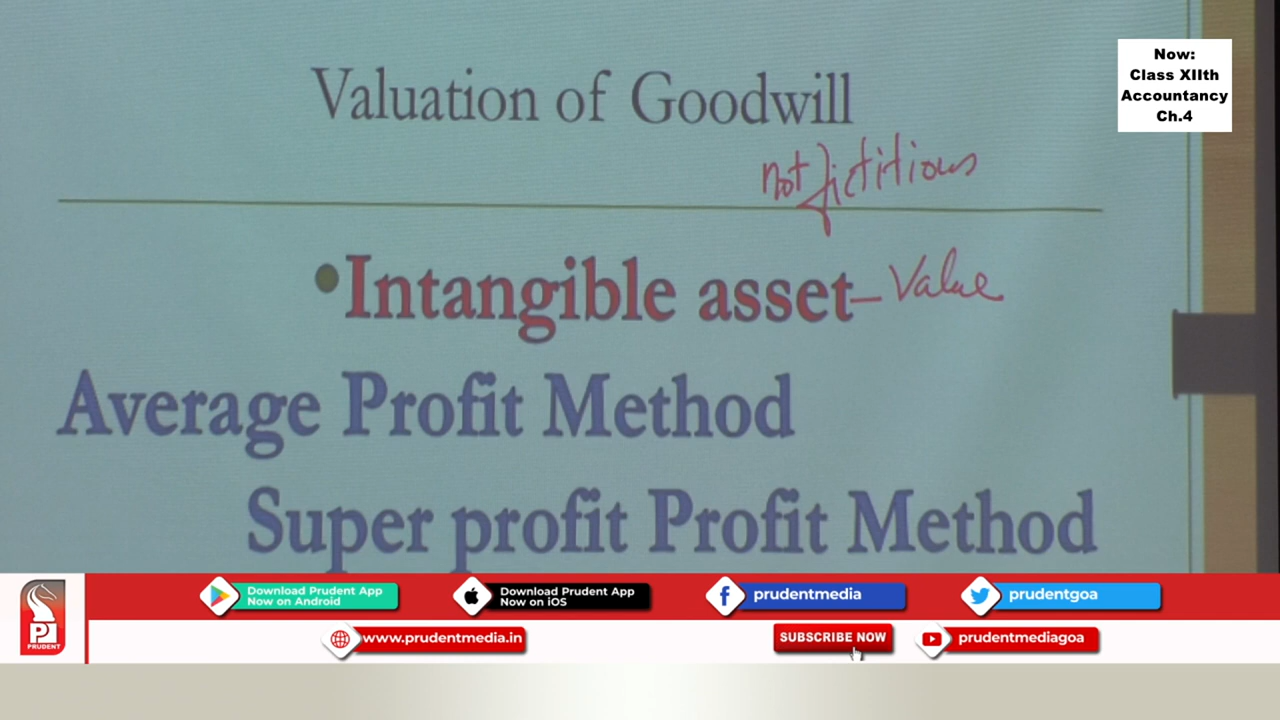 Now:
Class XIIth
Accountancy
Ch.4
Valuation of Goodwill
not fictitious
•Intangible asset – Value
Average Profit Method
Super profit Profit Method
PRUDENT
Download Prudent App
Now on Android
Download Prudent App
Now on iOS
prudentmedia
prudentgoa
www.prudentmedia.in
SUBSCRIBE NOW
prudentmediagoa